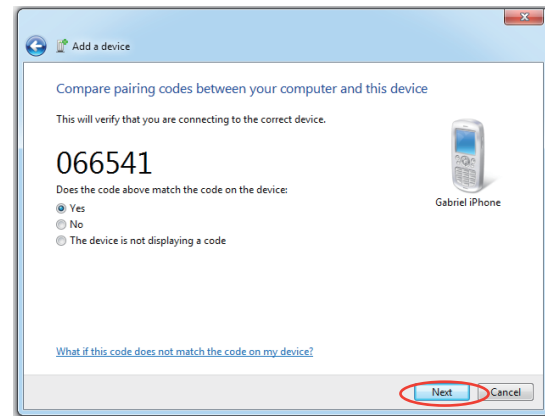 Add a device
Compare pairing codes between your computer and this device
This will verify that you are connecting to the correct device.
066541
Does the code above match the code on the device:
Yes
No
The device is not displaying a code
Gabriel iPhone
What if this code does not match the code on my device?
Next Cancel